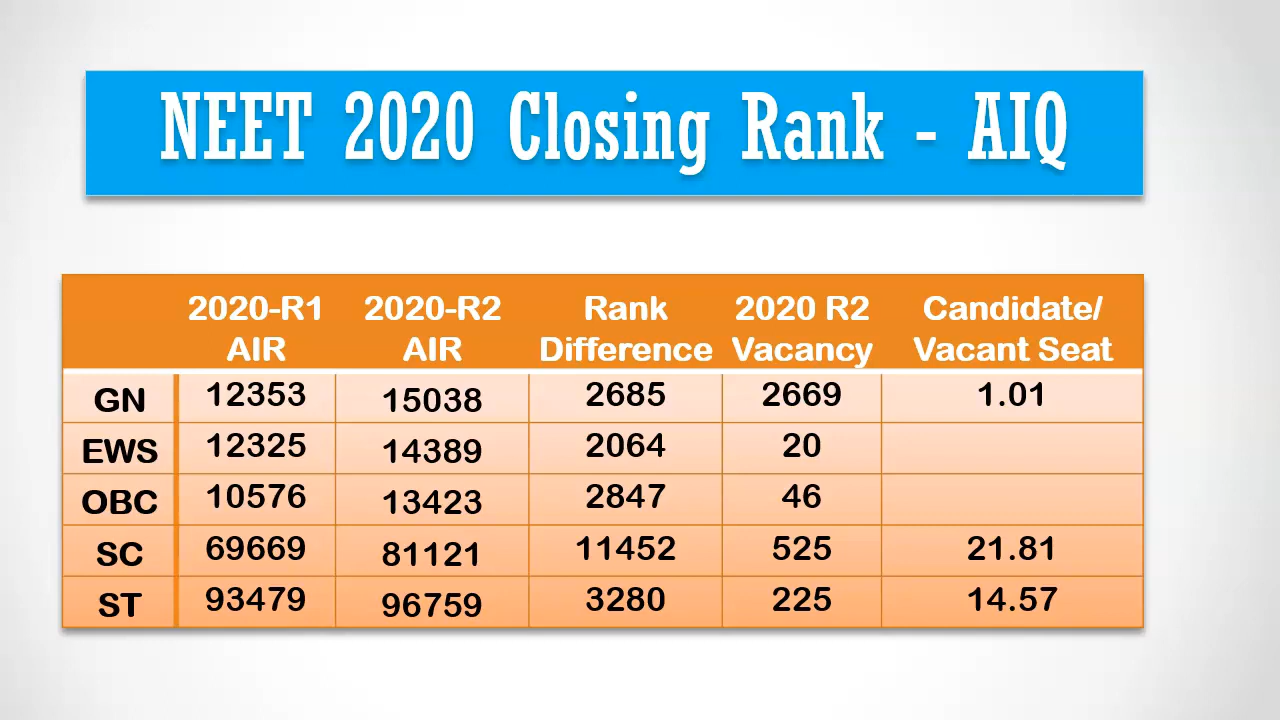 NEET 2020 Closing Rank - AIQ
2020-R1 AIR 2020-R2 AIR Rank Difference 2020 R2 Vacancy Candidate/ Vacant Seat
GN 12353 15038 2685 2669 1.01
EWS 12325 14389 2064 20
OBC 10576 13423 2847 46
SC 69669 81121 11452 525 21.81
ST 93479 96759 3280 225 14.57